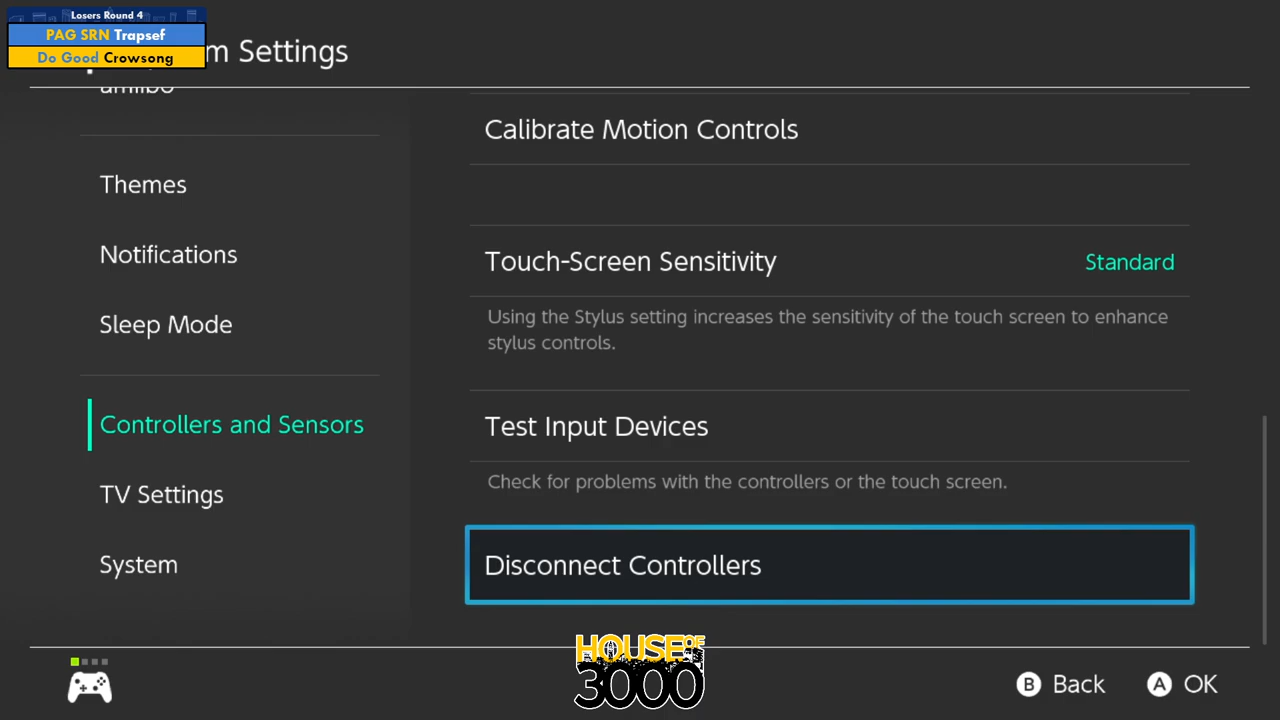 Losers Round 4
PAG SRN Trapsef
Do Good Crowsong
m Settings
amiibo
Themes
Notifications
Sleep Mode
Controllers and Sensors
TV Settings
System
Calibrate Motion Controls
Touch-Screen Sensitivity Standard
Using the Stylus setting increases the sensitivity of the touch screen to enhance
stylus controls.
Test Input Devices
Check for problems with the controllers or the touch screen.
Disconnect Controllers
HOUSE OF
3000
B Back A OK